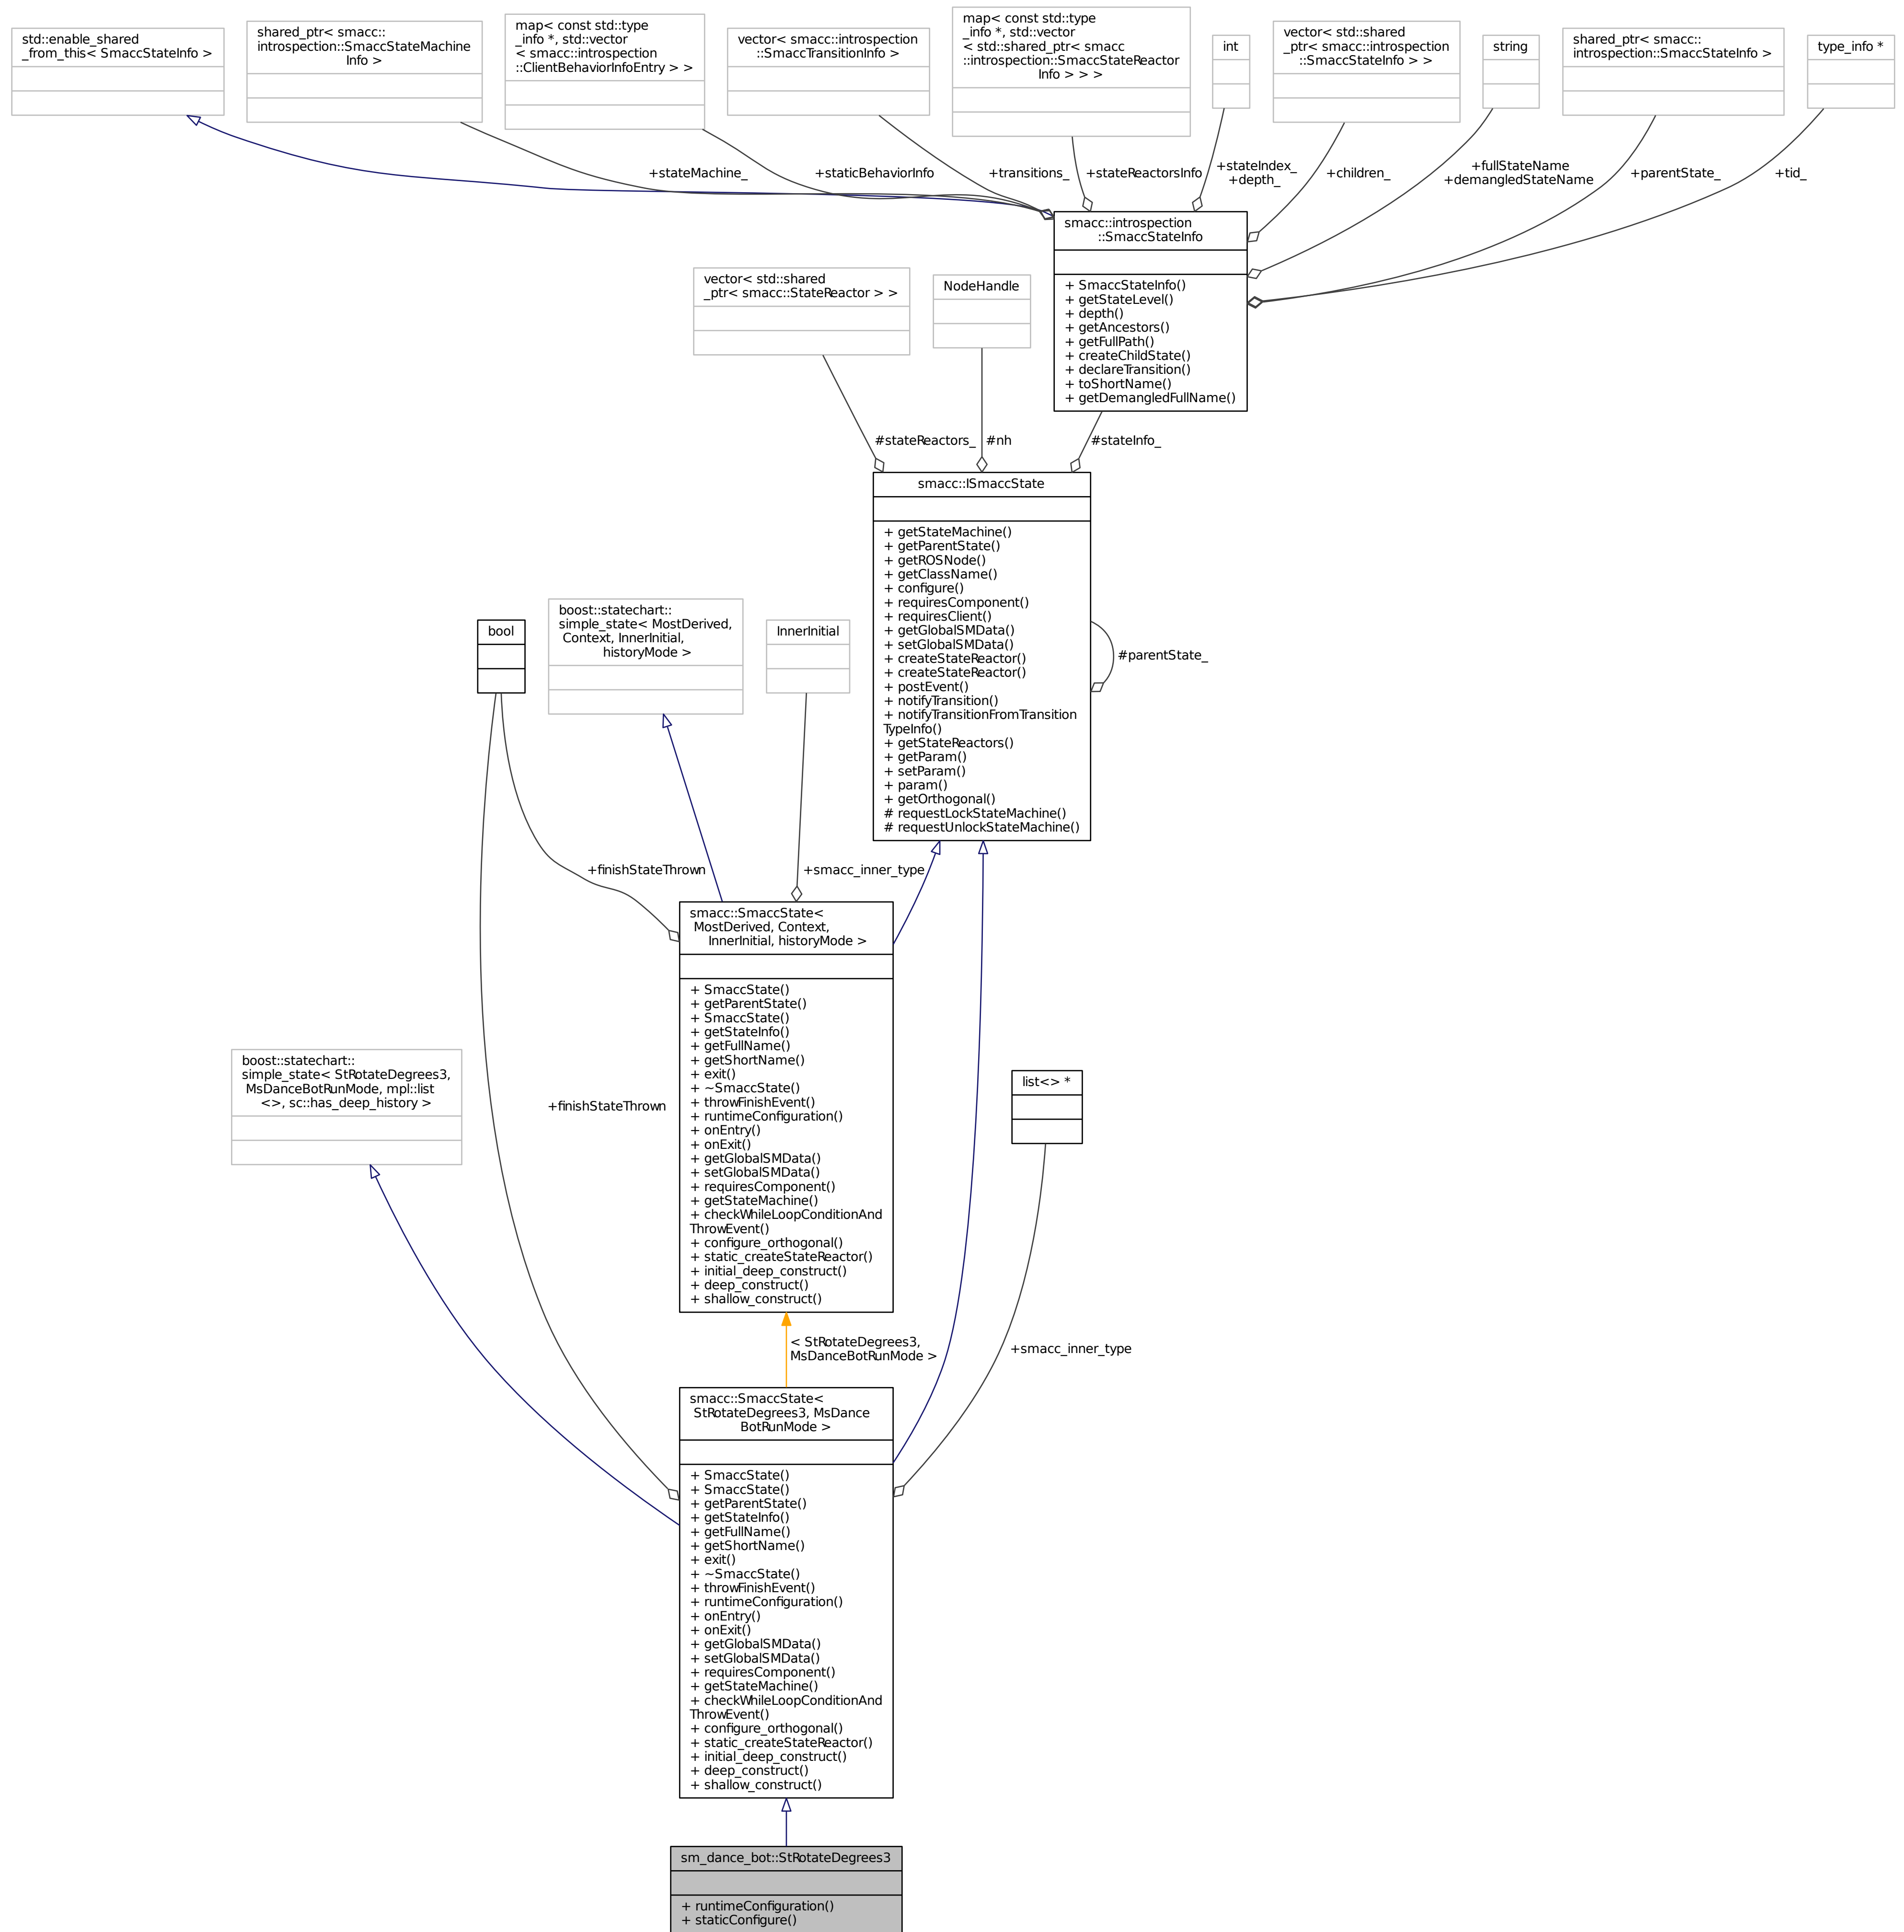 std::enable_shared
_from_this< SmaccStateInfo >
shared_ptr< smacc::
introspection::SmaccStateMachine
Info >
map< const std::type
_info *, std::vector
< smacc::introspection
::ClientBehaviorInfoEntry > >
vector< smacc::introspection
::SmaccTransitionInfo >
map< const std::type
_info *, std::vector
< std::shared_ptr< smacc
::introspection::SmaccStateReactor
Info > > >
int
vector< std::shared
_ptr< smacc::introspection
::SmaccStateInfo > >
string
shared_ptr< smacc::
introspection::SmaccStateInfo >
type_info *
+stateMachine_
+staticBehaviorInfo
+transitions_
+stateReactorsInfo
+stateIndex_
+depth_
+children_
+fullStateName
+demangledStateName
+parentState_
+tid_
smacc::introspection
::SmaccStateInfo
+ SmaccStateInfo()
+ getStateLevel()
+ depth()
+ getAncestors()
+ getFullPath()
+ createChildState()
+ declareTransition()
+ toShortName()
+ getDemangledFullName()
vector< std::shared
_ptr< smacc::StateReactor > >
NodeHandle
#stateReactors_
#nh
#stateInfo_
smacc::ISmaccState
+ getStateMachine()
+ getParentState()
+ getROSNode()
+ getClassName()
+ configure()
+ requiresComponent()
+ requiresClient()
+ getGlobalSMData()
+ setGlobalSMData()
+ createStateReactor()
+ createStateReactor()
+ postEvent()
+ notifyTransition()
+ notifyTransitionFromTransition
TypeInfo()
+ getStateReactors()
+ getParam()
+ setParam()
+ param()
+ getOrthogonal()
# requestLockStateMachine()
# requestUnlockStateMachine()
#parentState_
bool
boost::statechart::
simple_state< MostDerived,
Context, InnerInitial,
historyMode >
InnerInitial
+finishStateThrown
+smacc_inner_type
smacc::SmaccState<
MostDerived, Context,
InnerInitial, historyMode >
+ SmaccState()
+ getParentState()
+ SmaccState()
+ getStateInfo()
+ getFullName()
+ getShortName()
+ exit()
+ ~SmaccState()
+ throwFinishEvent()
+ runtimeConfiguration()
+ onEntry()
+ onExit()
+ getGlobalSMData()
+ setGlobalSMData()
+ requiresComponent()
+ getStateMachine()
+ checkWhileLoopConditionAnd
ThrowEvent()
+ configure_orthogonal()
+ static_createStateReactor()
+ initial_deep_construct()
+ deep_construct()
+ shallow_construct()
boost::statechart::
simple_state< StRotateDegrees3,
MsDanceBotRunMode, mpl::list
<>, sc::has_deep_history >
+finishStateThrown
list<> *
< StRotateDegrees3,
MsDanceBotRunMode >
+smacc_inner_type
smacc::SmaccState<
StRotateDegrees3, MsDance
BotRunMode >
+ SmaccState()
+ SmaccState()
+ getParentState()
+ getStateInfo()
+ getFullName()
+ getShortName()
+ exit()
+ ~SmaccState()
+ throwFinishEvent()
+ runtimeConfiguration()
+ onEntry()
+ onExit()
+ getGlobalSMData()
+ setGlobalSMData()
+ requiresComponent()
+ getStateMachine()
+ checkWhileLoopConditionAnd
ThrowEvent()
+ configure_orthogonal()
+ static_createStateReactor()
+ initial_deep_construct()
+ deep_construct()
+ shallow_construct()
sm_dance_bot::StRotateDegrees3
+ runtimeConfiguration()
+ staticConfigure()